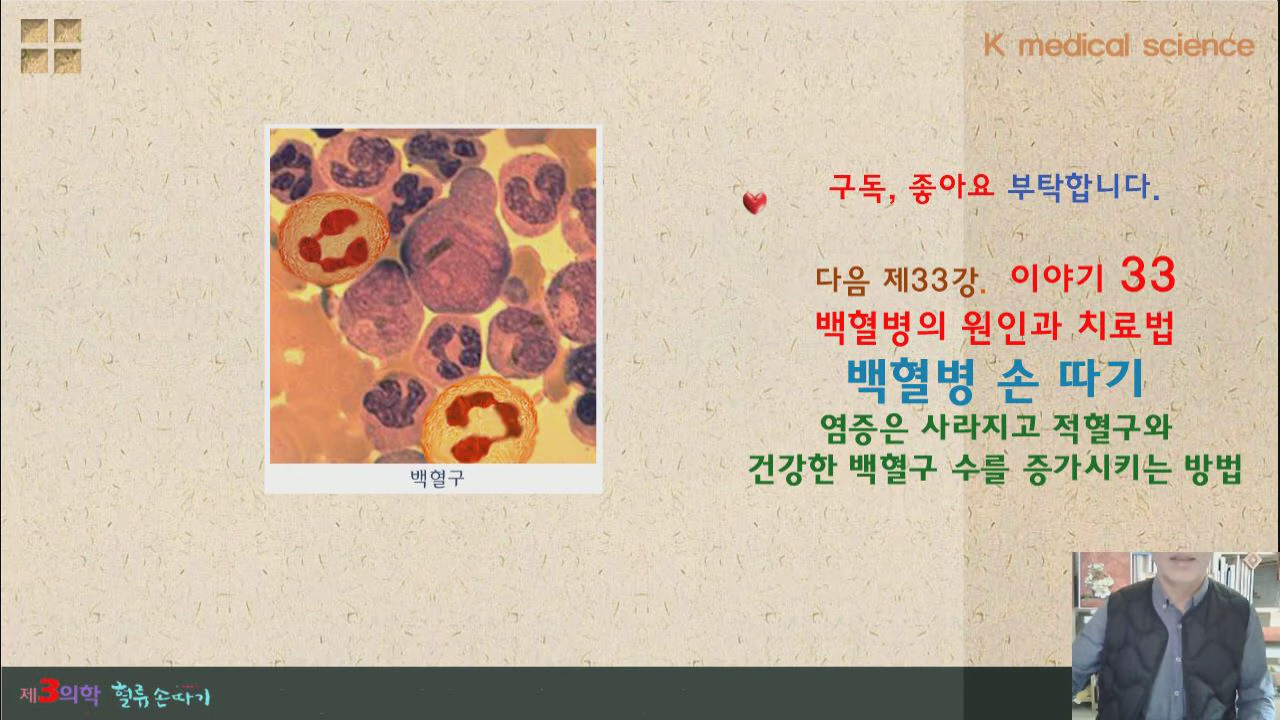 K medical science
구독, 좋아요 부탁합니다.
다음 제33강. 이야기 33
백혈병의 원인과 치료법
백혈병 손 따기
염증은 사라지고 적혈구와
건강한 백혈구 수를 증가시키는 방법
백혈구
제3의학 혈류 손따기